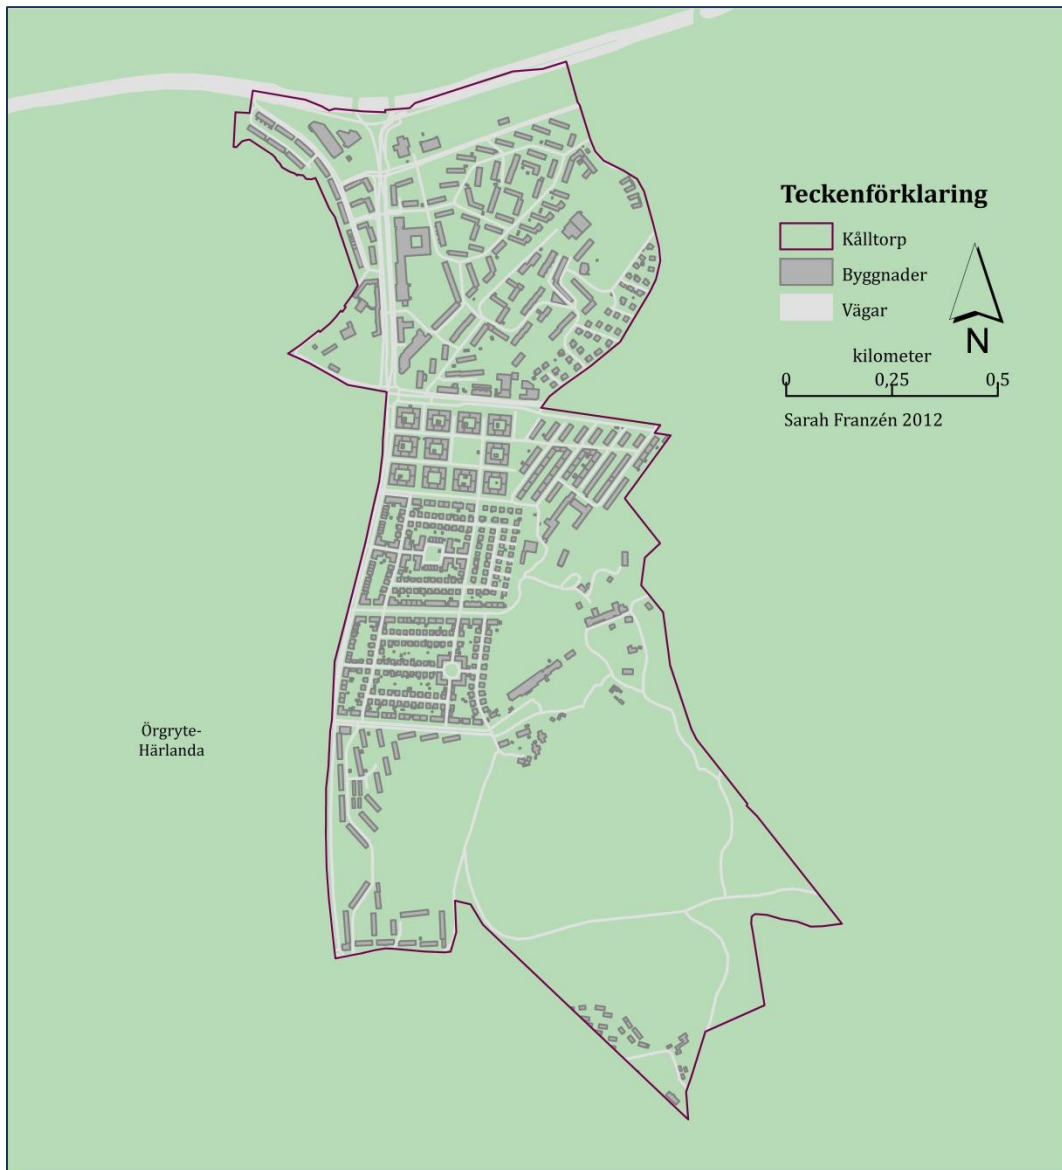 Teckenförklaring
Kålltorp
Byggnader
Vägar
N
kilometer
0 0,25 0,5
Sarah Franzén 2012
Örgryte-
Härlanda